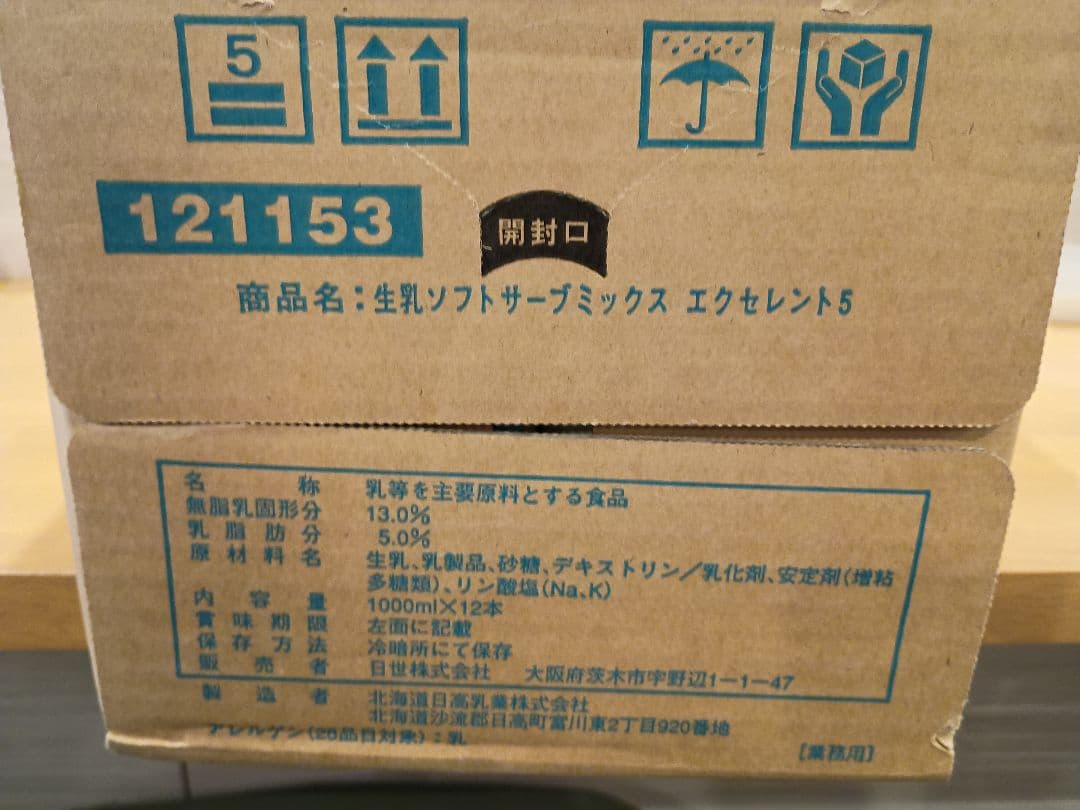 5
121153
開封口
商品名：生乳ソフトサーブミックス エクセレント5
名称 乳等を主要原料とする食品
無脂乳固形分 13.0%
乳脂肪分 5.0%
原材料名 生乳、乳製品、砂糖、デキストリン／乳化剤、安定剤（増粘
多糖類）、リン酸塩（Na、K）
内容量 1000ml×12本
賞味期限 左面に記載
保存方法 冷暗所にて保存
販売者 日世株式会社 大阪府茨木市宇野辺1-1-47
製造者 北海道日高乳業株式会社
北海道沙流郡日高町富川東2丁目920番地
アレルゲン（28品目対象）：乳
［業務用］